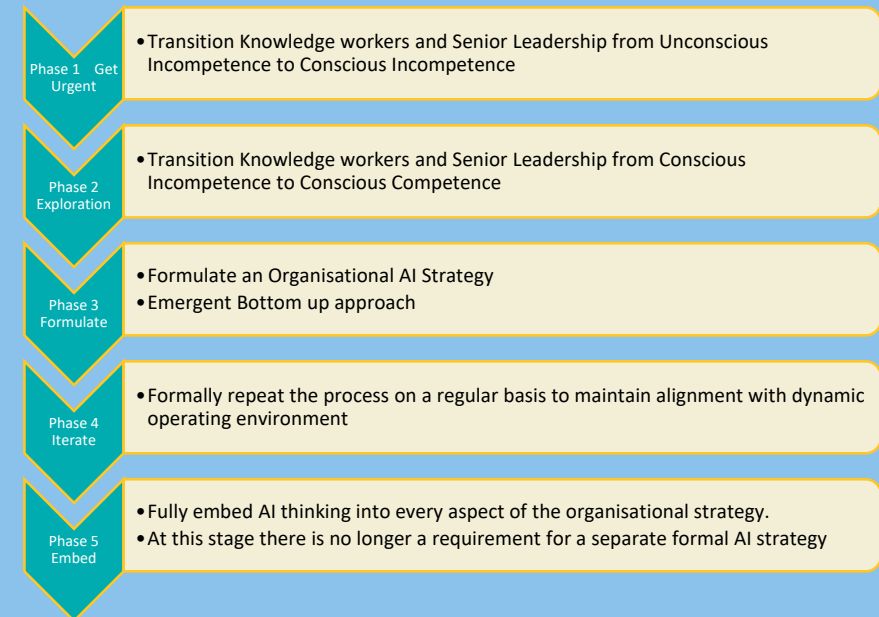 Phase 1 Get
Urgent
•Transition Knowledge workers and Senior Leadership from Unconscious
Incompetence to Conscious Incompetence
Phase 2
Exploration
•Transition Knowledge workers and Senior Leadership from Conscious
Incompetence to Conscious Competence
Phase 3
Formulate
•Formulate an Organisational AI Strategy
•Emergent Bottom up approach
Phase 4
Iterate
•Formally repeat the process on a regular basis to maintain alignment with dynamic
operating environment
Phase 5
Embed
•Fully embed AI thinking into every aspect of the organisational strategy.
•At this stage there is no longer a requirement for a separate formal AI strategy